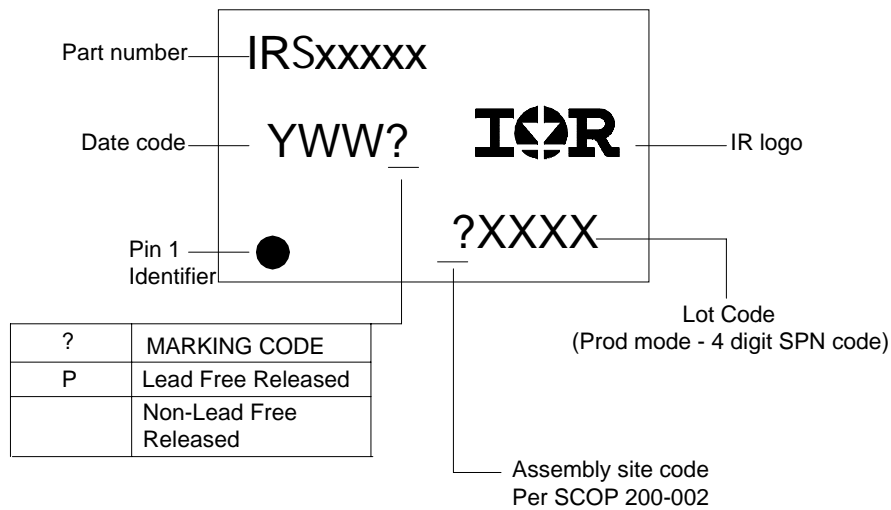 Part number
IRSxxxxx
Date code
YWW?
IOR
IR logo
Pin 1
Identifier
?XXXX
Lot Code
(Prod mode - 4 digit SPN code)
? MARKING CODE
P Lead Free Released
Non-Lead Free
Released
Assembly site code
Per SCOP 200-002